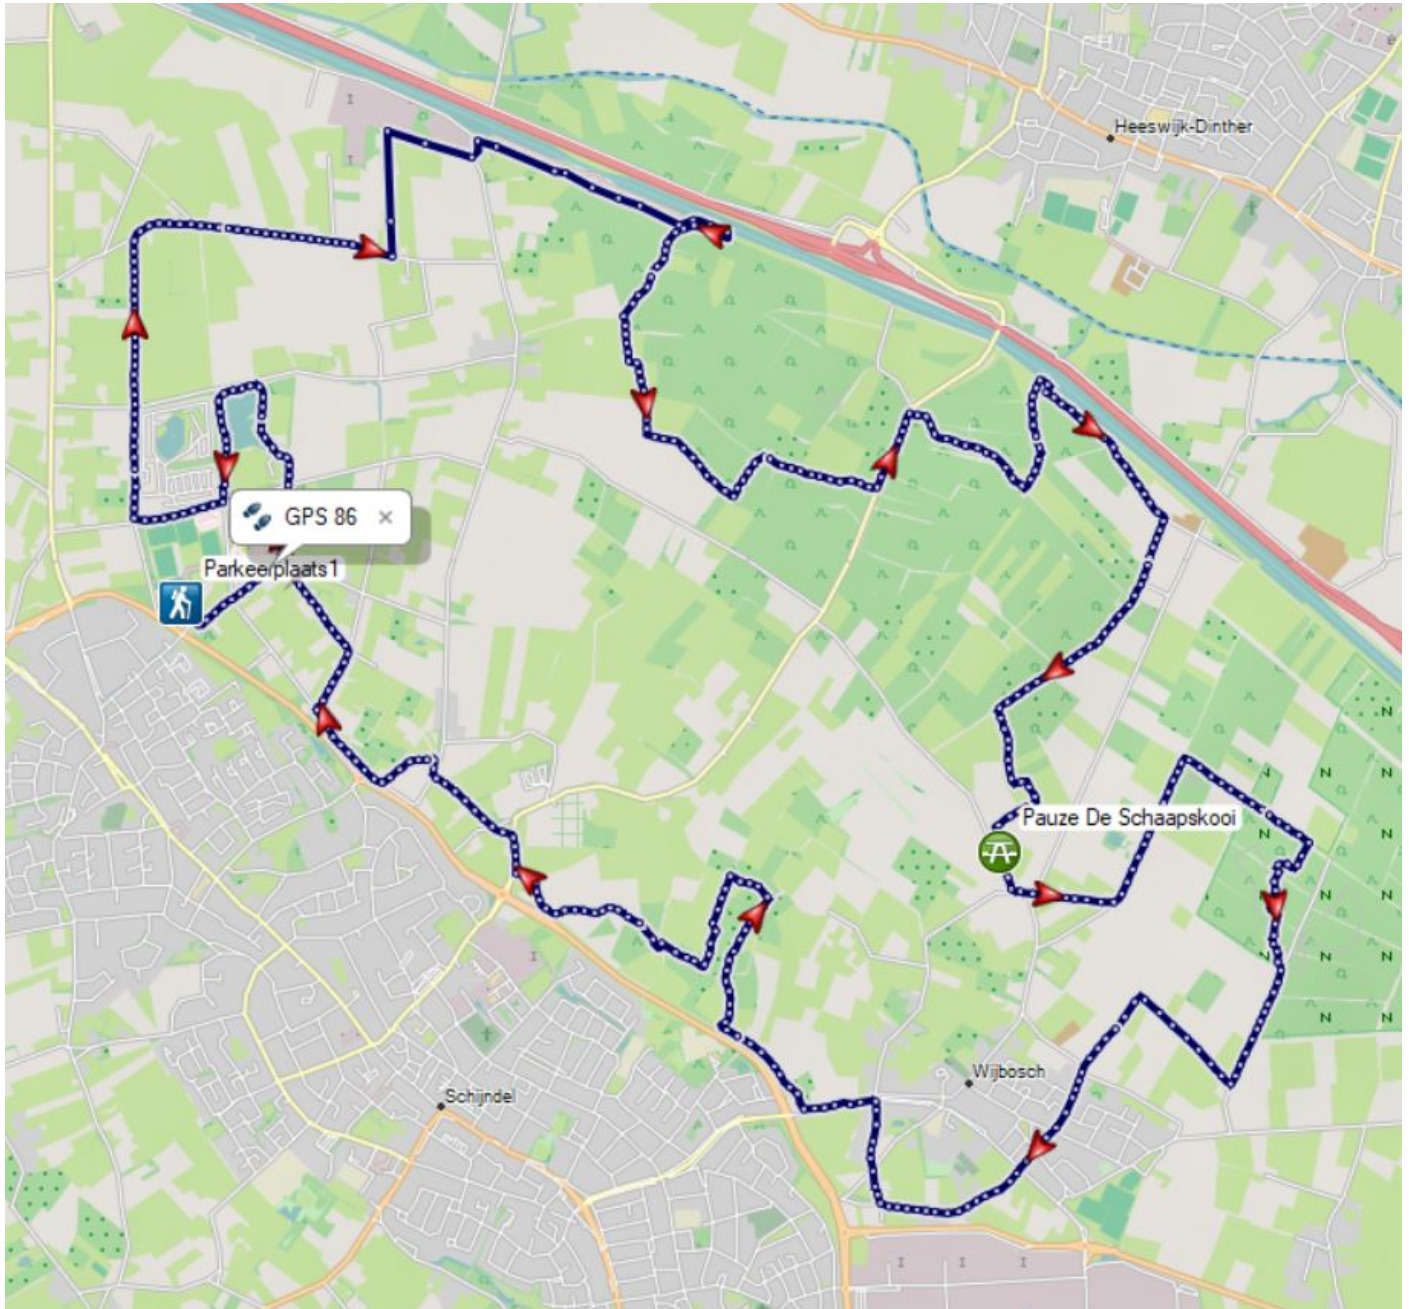 Heeswijk-Dinther
GPS 86
Parkeerplaats1
Pauze De Schaapskooi
Wijbosch
Schijndel